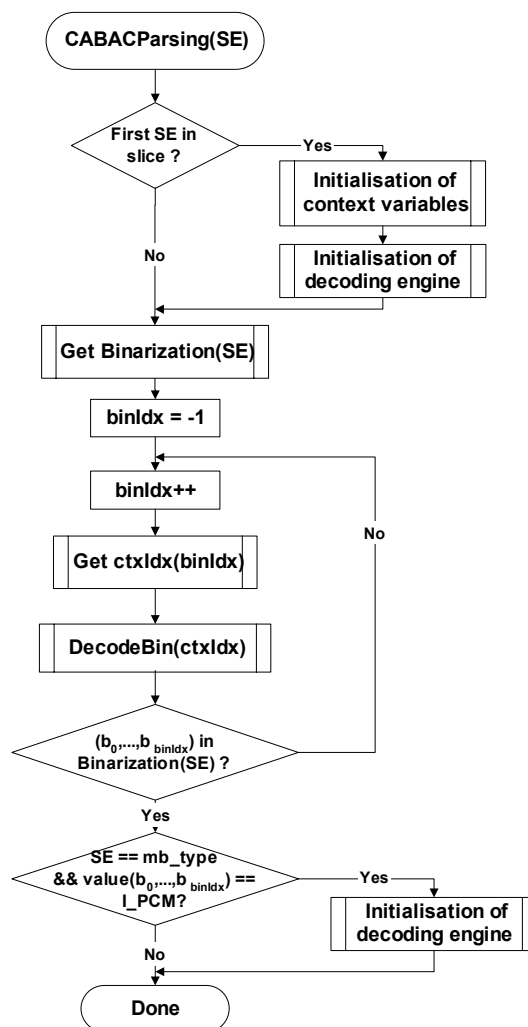 CABACParsing(SE)
First SE in
slice ?
Yes
Initialisation of
context variables
No
Initialisation of
decoding engine
Get Binarization(SE)
binIdx = -1
binIdx++
No
Get ctxIdx(binIdx)
DecodeBin(ctxIdx)
(b0,...,b binIdx) in
Binarization(SE) ?
Yes
SE == mb_type
&& value(b0,...,b binIdx) ==
I_PCM?
Yes
Initialisation of
decoding engine
No
Done